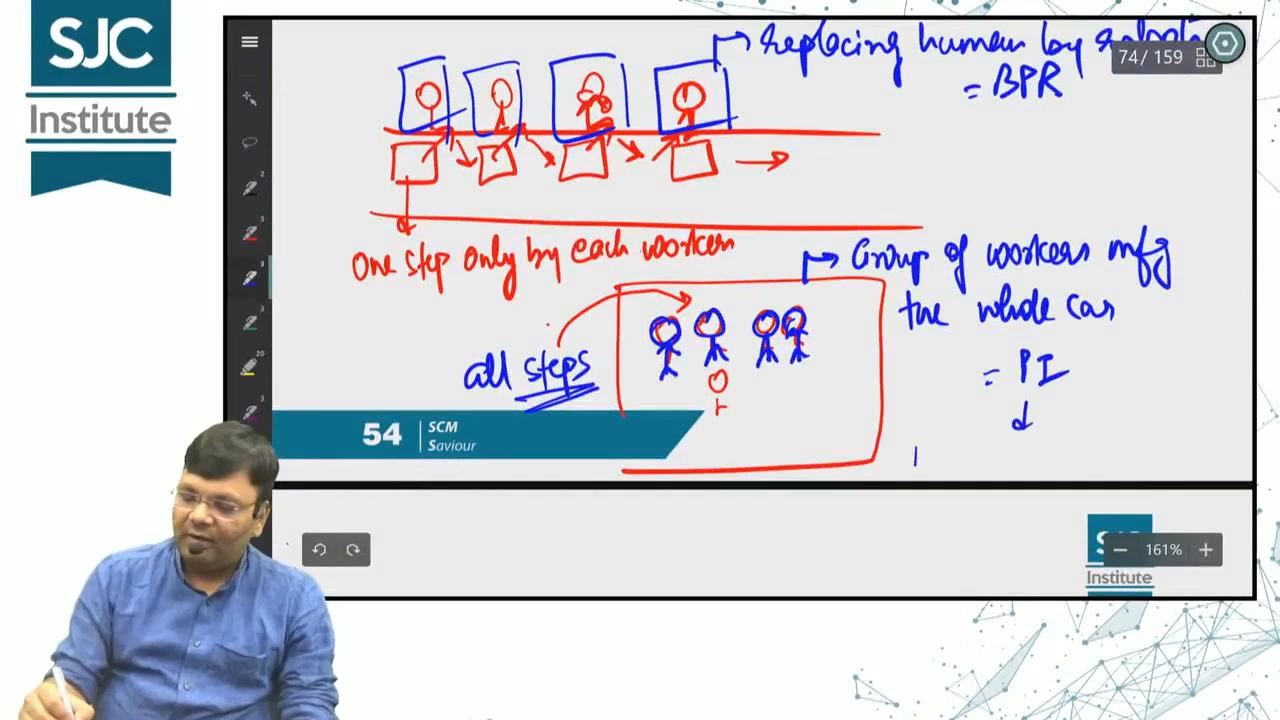 SJC
Institute
Replacing human by
74 / 159
= BPR
One step only by each worker
Group of workers mfg
the whole car
all steps
= PI
54
SCM
Saviour
161%
Institute